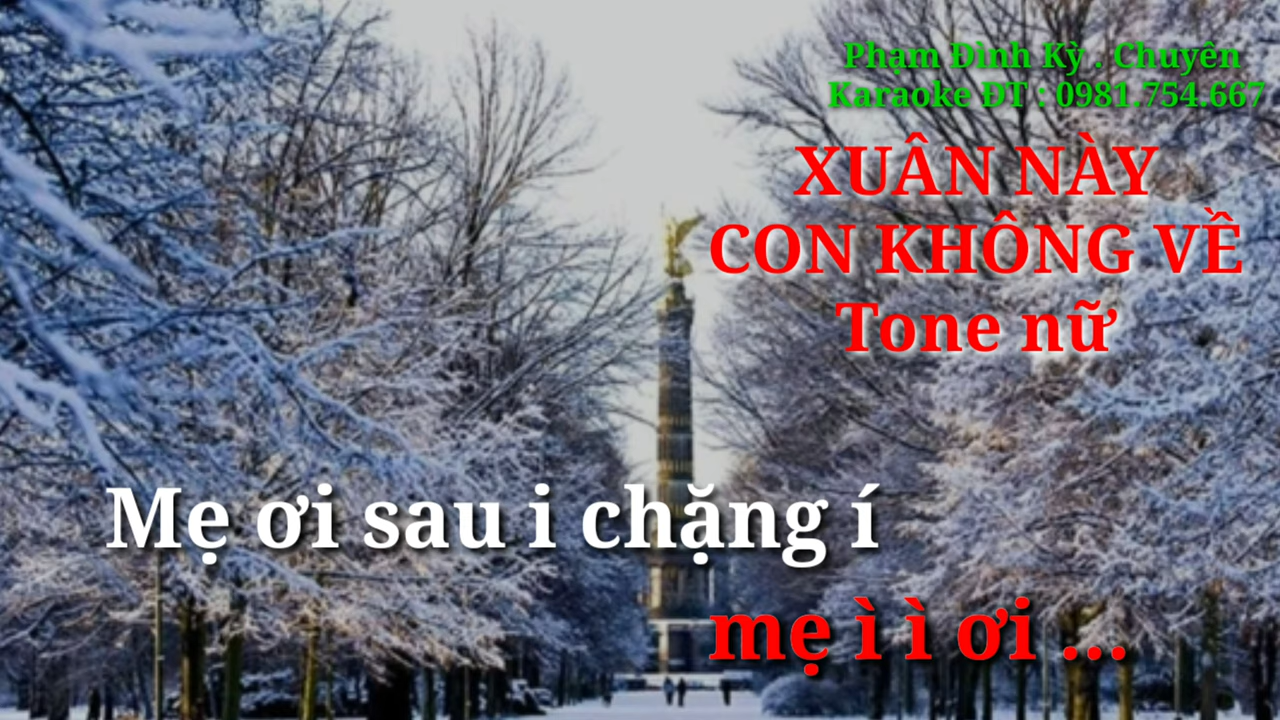 Phạm Đình Kỳ . Chuyên
Karaoke ĐT : 0981.754.667
XUÂN NÀY
CON KHÔNG VỀ
Tone nữ
Mẹ ơi sau i chặng í
mẹ ì ì ơi ...